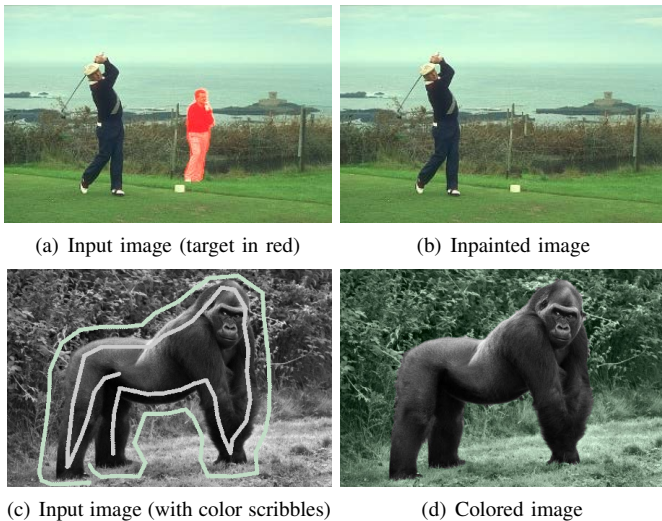 (a) Input image (target in red)
(b) Inpainted image
(c) Input image (with color scribbles)
(d) Colored image